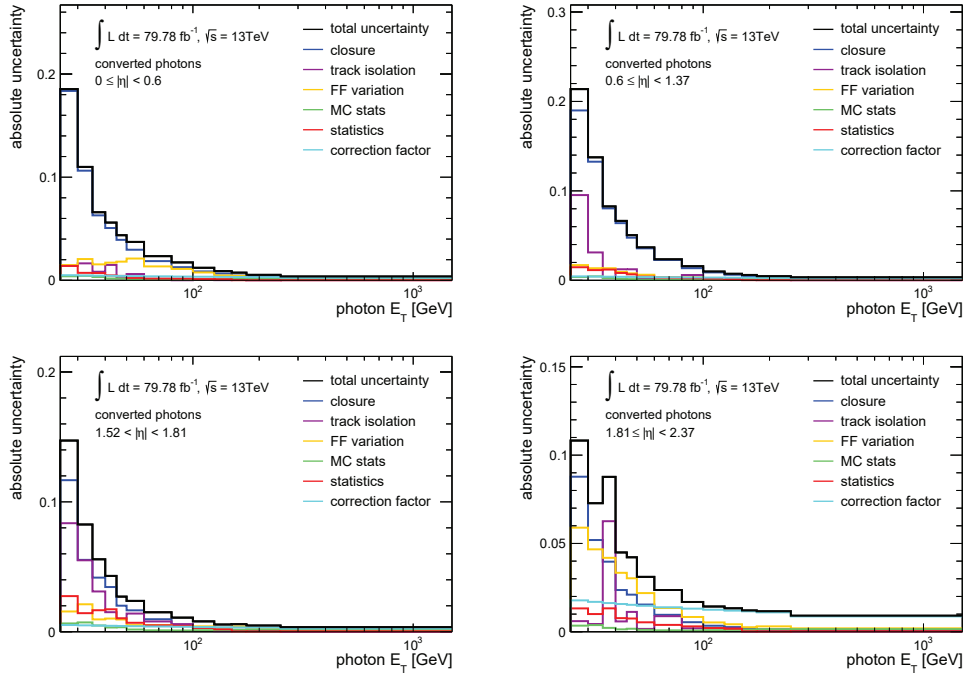 absolute uncertainty
0.2
0.1
0
∫ L dt = 79.78 fb⁻¹, √s = 13TeV
converted photons
0 ≤ |η| < 0.6
total uncertainty
closure
track isolation
FF variation
MC stats
statistics
correction factor
10²
10³
photon E_T [GeV]
absolute uncertainty
0.3
0.2
0.1
0
∫ L dt = 79.78 fb⁻¹, √s = 13TeV
converted photons
0.6 ≤ |η| < 1.37
total uncertainty
closure
track isolation
FF variation
MC stats
statistics
correction factor
10²
10³
photon E_T [GeV]
absolute uncertainty
0.2
0.1
0
∫ L dt = 79.78 fb⁻¹, √s = 13TeV
converted photons
1.52 < |η| < 1.81
total uncertainty
closure
track isolation
FF variation
MC stats
statistics
correction factor
10²
10³
photon E_T [GeV]
absolute uncertainty
0.15
0.1
0.05
0
∫ L dt = 79.78 fb⁻¹, √s = 13TeV
converted photons
1.81 ≤ |η| < 2.37
total uncertainty
closure
track isolation
FF variation
MC stats
statistics
correction factor
10²
10³
photon E_T [GeV]